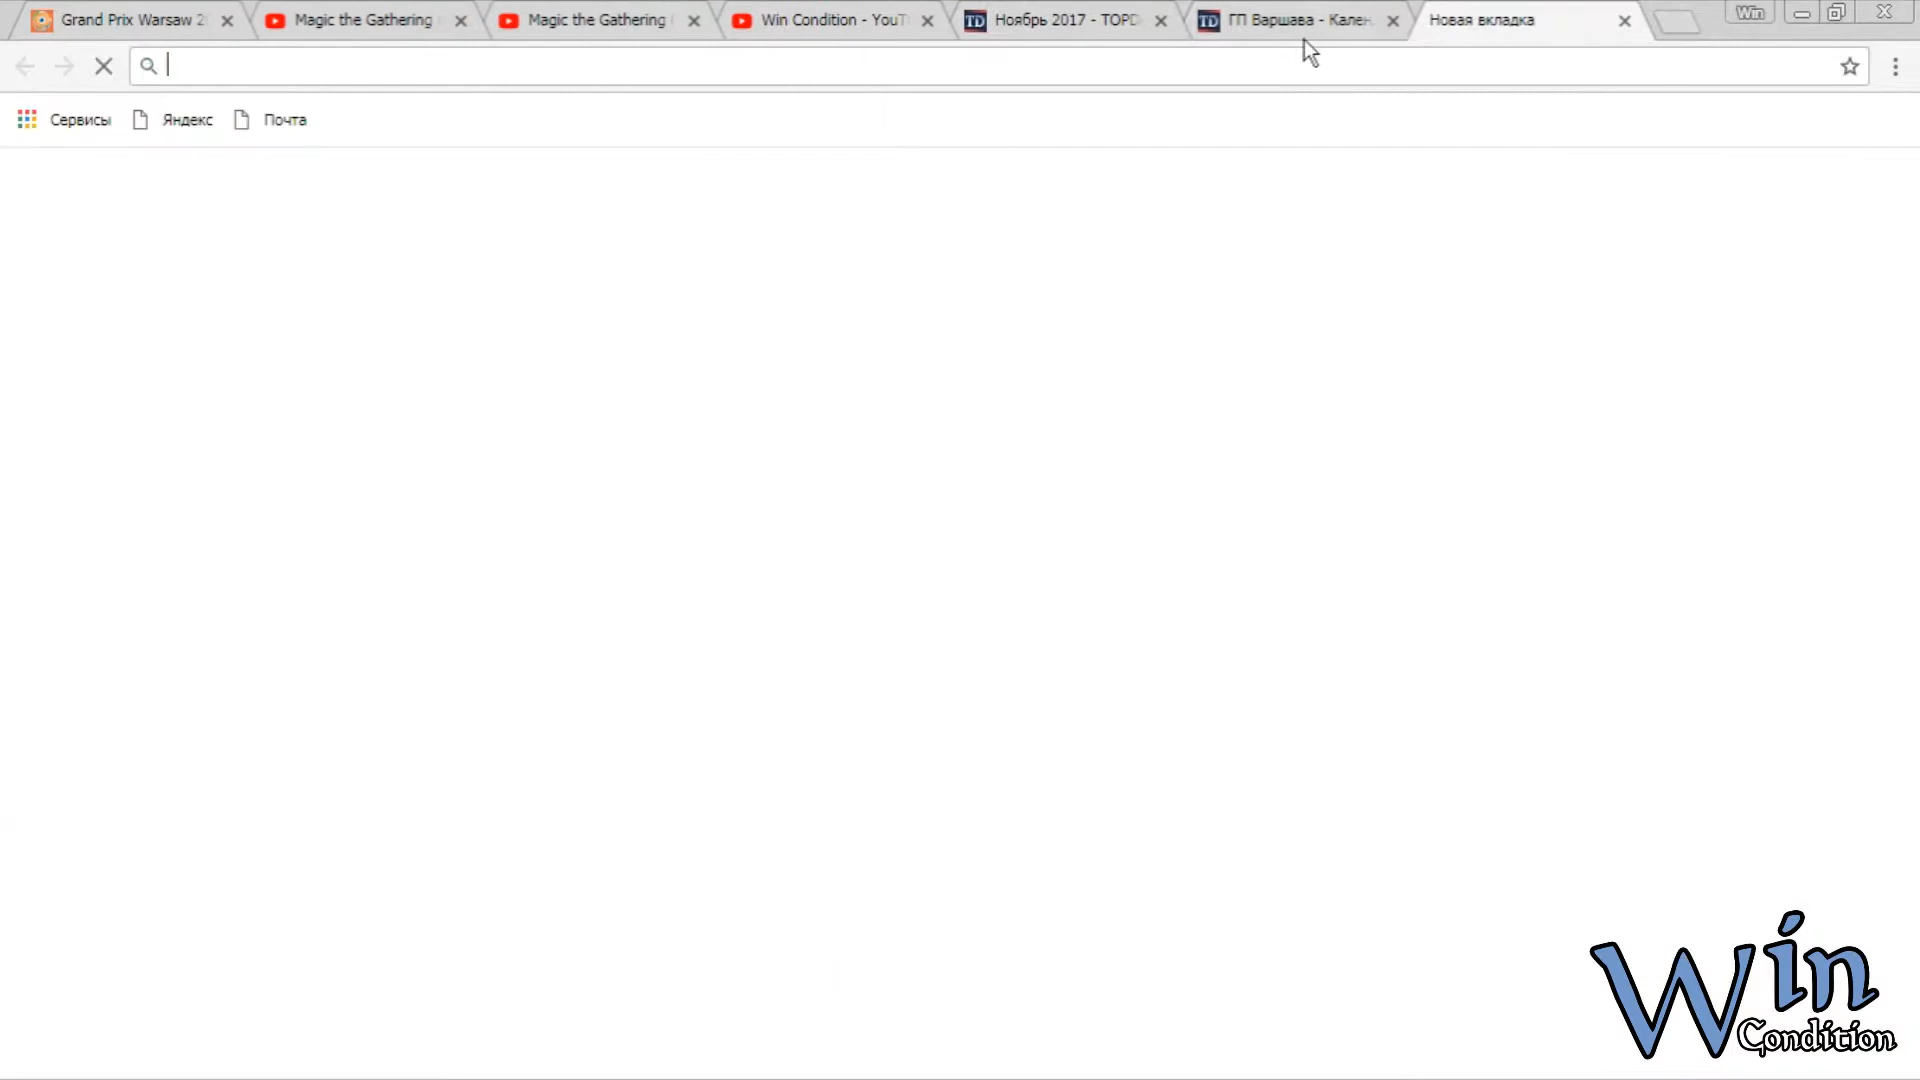 Grand Prix Warsaw 2
Magic the Gathering
Magic the Gathering
Win Condition - YouT
Ноябрь 2017 - TOPD
ГП Варшава - Кален
Новая вкладка
Win
Сервисы
Яндекс
Почта
Win
Condition